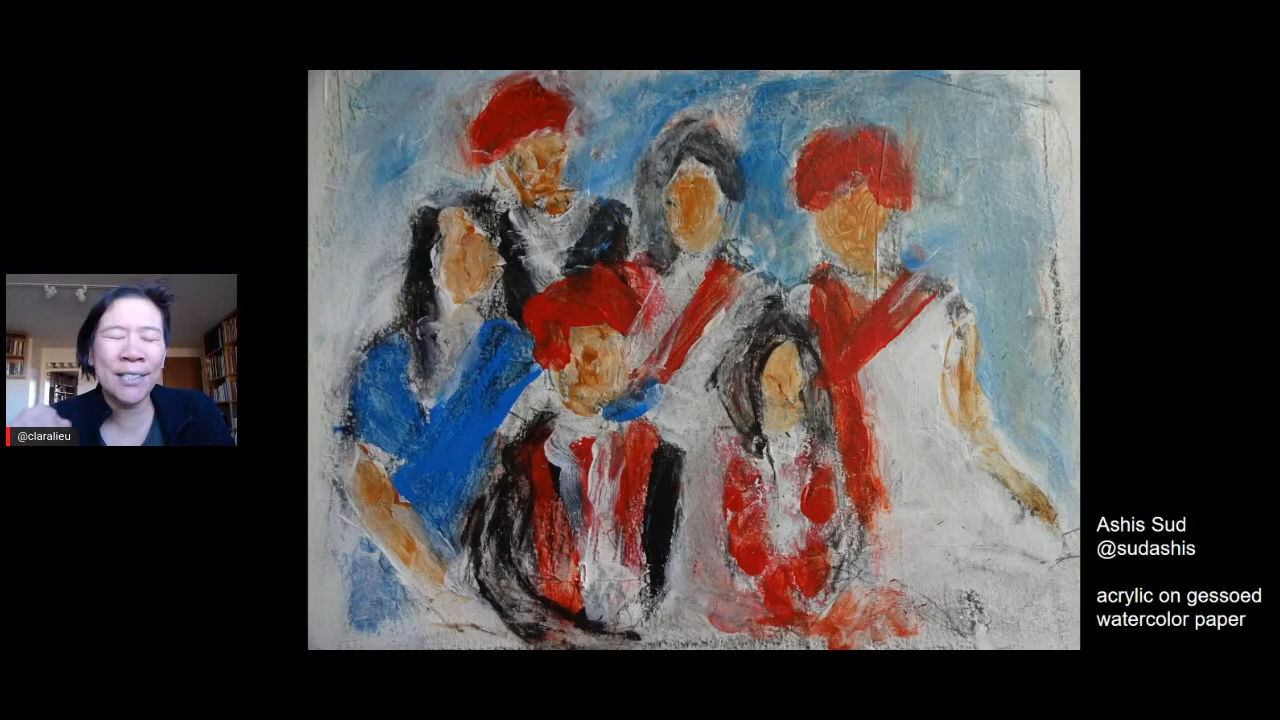 @claralieu
Ashis Sud
@sudashis
acrylic on gessoed
watercolor paper